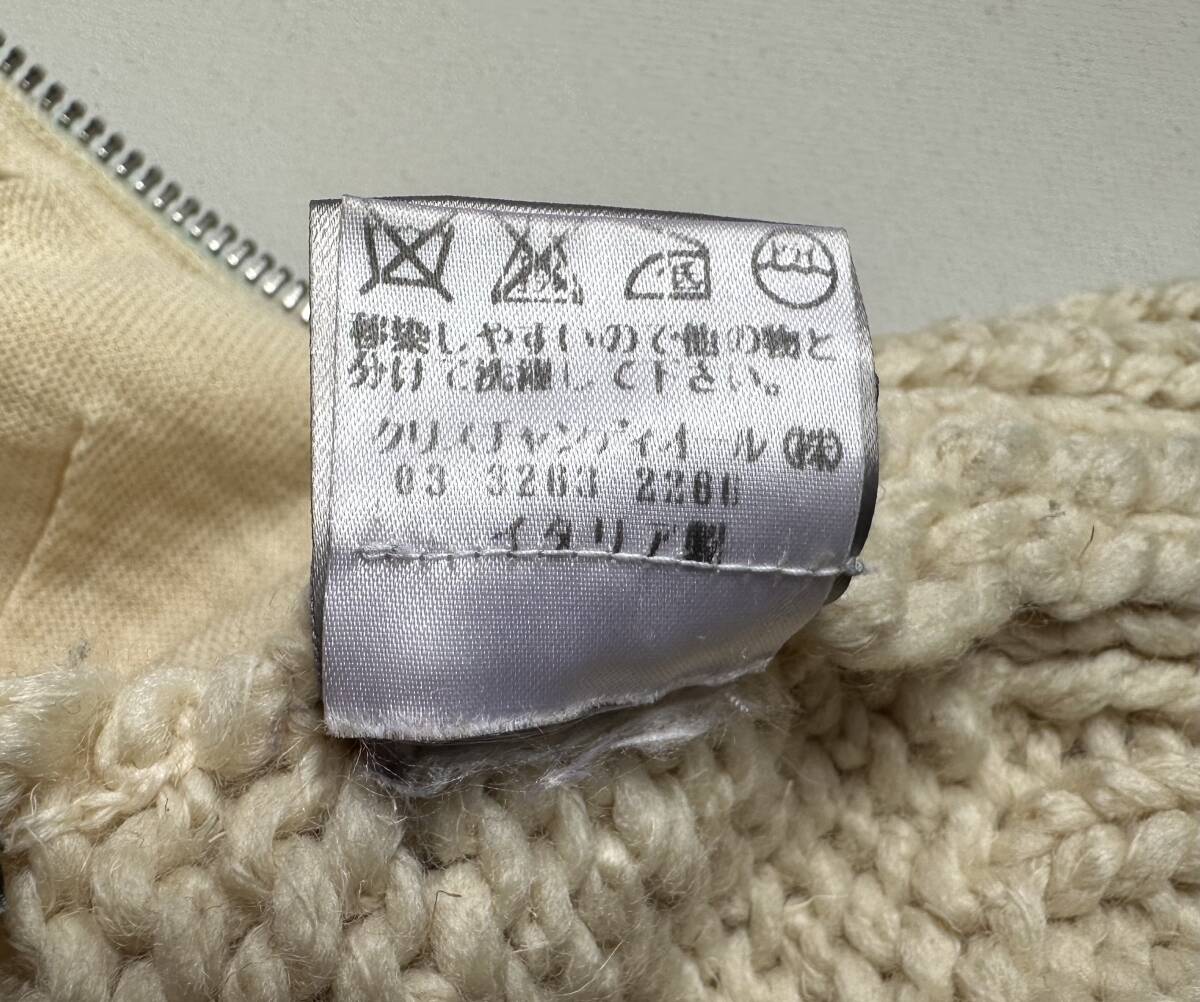 移染しやすいので他の物と
分けて洗濯して下さい。
クリスチャンディオール㈱
03 3263 2266
イタリア製